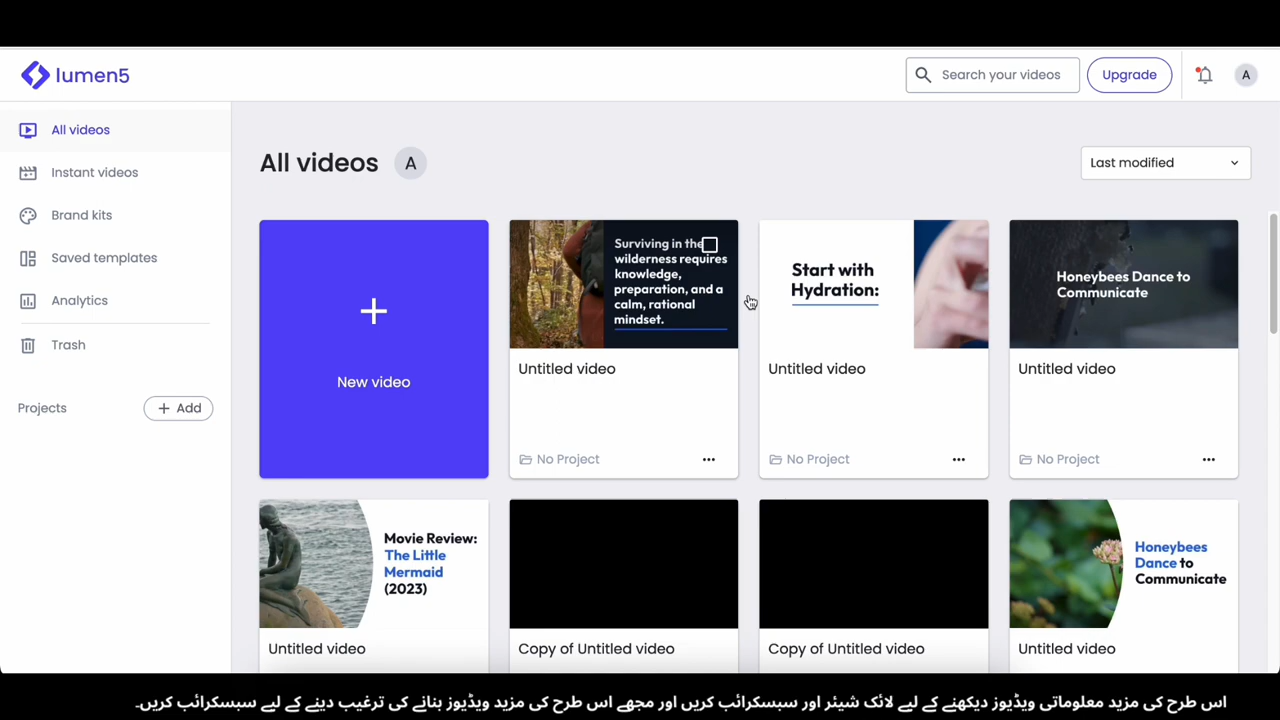 lumen5
Search your videos
Upgrade
A
All videos
Instant videos
Brand kits
Saved templates
Analytics
Trash
Projects
+ Add
All videos
A
Last modified
New video
Surviving in the
wilderness requires
knowledge,
preparation, and a
calm, rational
mindset.
Untitled video
No Project
Start with
Hydration:
Untitled video
No Project
Honeybees Dance to
Communicate
Untitled video
No Project
Movie Review:
The Little
Mermaid
(2023)
Untitled video
Copy of Untitled video
Copy of Untitled video
Honeybees
Dance to
Communicate
Untitled video
اس طرح کی مزید معلوماتی ویڈیوز دیکھنے کے لیے لائک شیئر اور سبسکرائب کریں اور مجھے اس طرح کی مزید ویڈیوز بنانے کی ترغیب دینے کے لیے سبسکرائب کریں۔